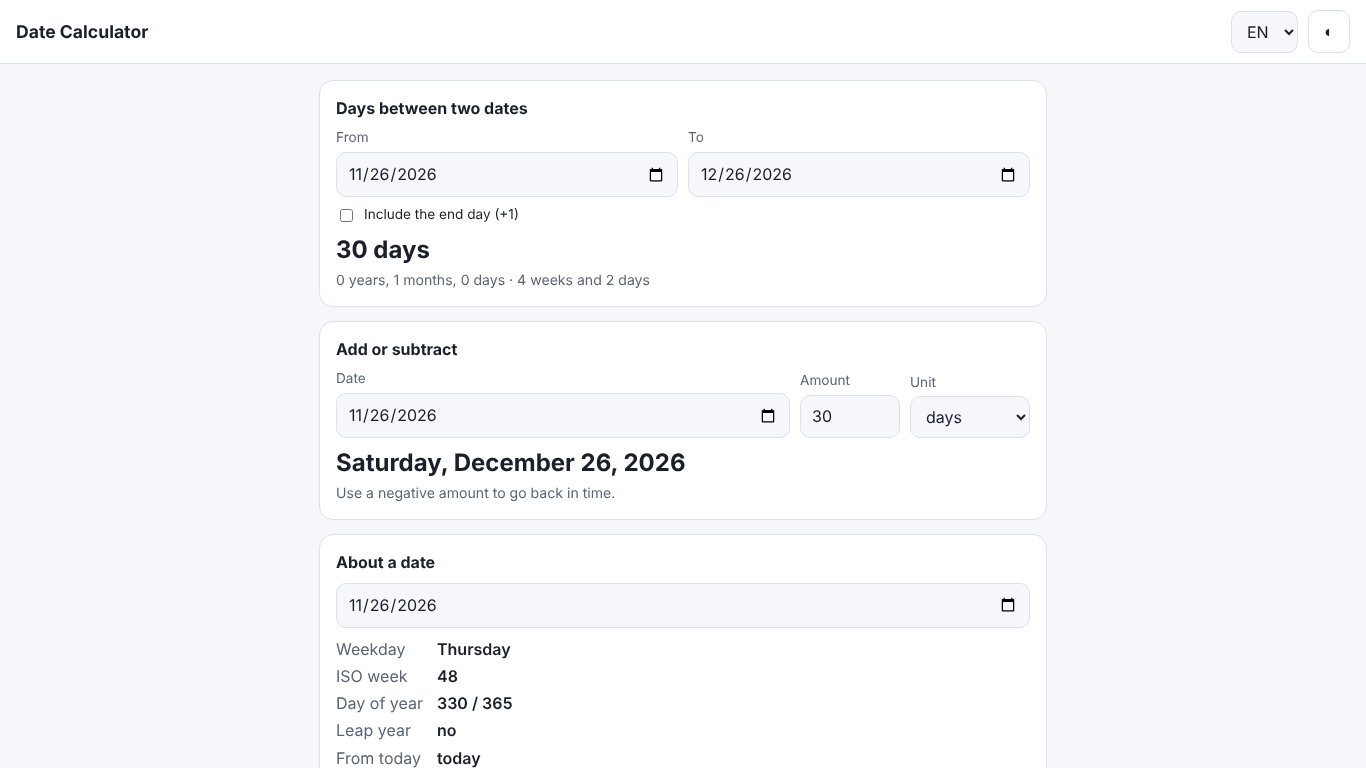 Date Calculator
EN
Days between two dates
From To
11/26/2026 12/26/2026
Include the end day (+1)
30 days
0 years, 1 months, 0 days · 4 weeks and 2 days
Add or subtract
Date Amount Unit
11/26/2026 30 days
Saturday, December 26, 2026
Use a negative amount to go back in time.
About a date
11/26/2026
Weekday Thursday
ISO week 48
Day of year 330 / 365
Leap year no
From today today